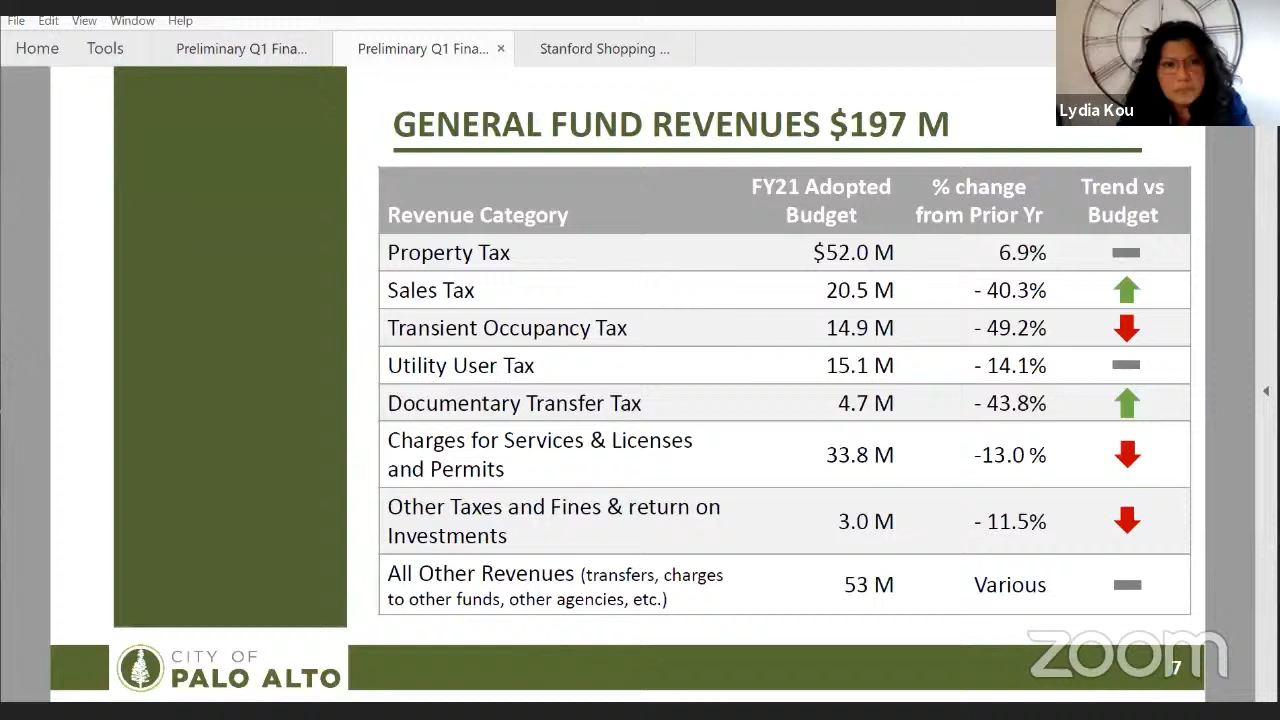 File Edit View Window Help
Home Tools Preliminary Q1 Fina... Preliminary Q1 Fina... × Stanford Shopping ...
Lydia Kou
GENERAL FUND REVENUES $197 M
Revenue Category FY21 Adopted Budget % change from Prior Yr Trend vs Budget
Property Tax $52.0 M 6.9%
Sales Tax 20.5 M - 40.3%
Transient Occupancy Tax 14.9 M - 49.2%
Utility User Tax 15.1 M - 14.1%
Documentary Transfer Tax 4.7 M - 43.8%
Charges for Services & Licenses
and Permits 33.8 M -13.0 %
Other Taxes and Fines & return on
Investments 3.0 M - 11.5%
All Other Revenues (transfers, charges
to other funds, other agencies, etc.) 53 M Various
CITY OF
PALO ALTO
zoom
7